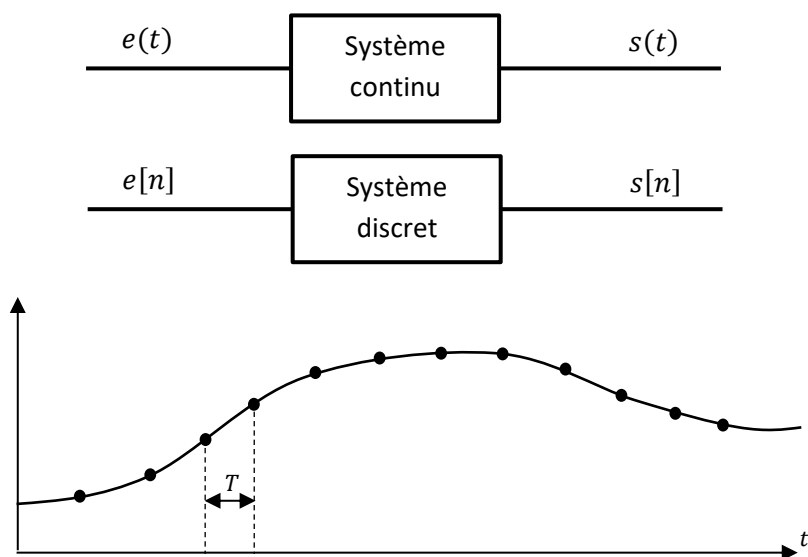 e(t) Système continu s(t)
e[n] Système discret s[n]
T
t